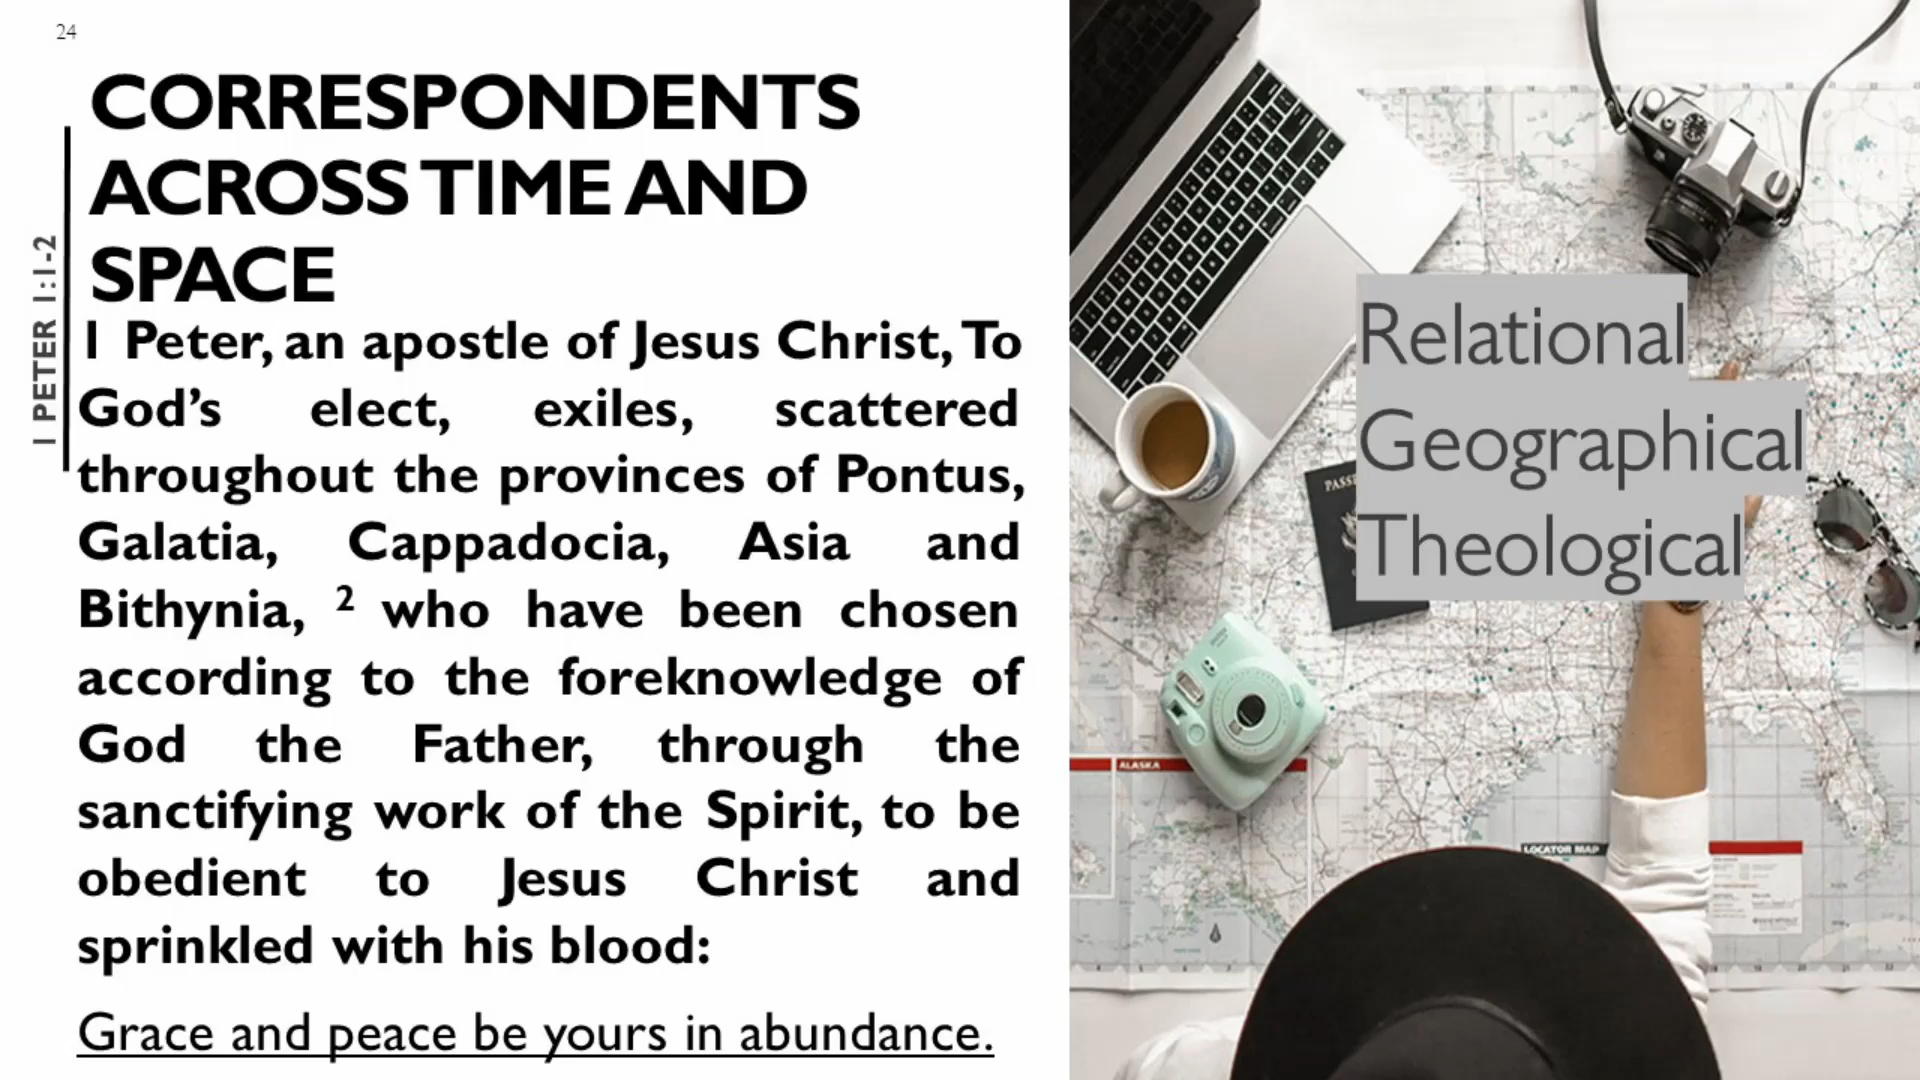 24
CORRESPONDENTS
ACROSS TIME AND
SPACE
1 PETER 1:1-2
1 Peter, an apostle of Jesus Christ, To
God’s elect, exiles, scattered
throughout the provinces of Pontus,
Galatia, Cappadocia, Asia and
Bithynia, ² who have been chosen
according to the foreknowledge of
God the Father, through the
sanctifying work of the Spirit, to be
obedient to Jesus Christ and
sprinkled with his blood:
Grace and peace be yours in abundance.
Relational
Geographical
Theological
ALASKA
LOCATOR MAP